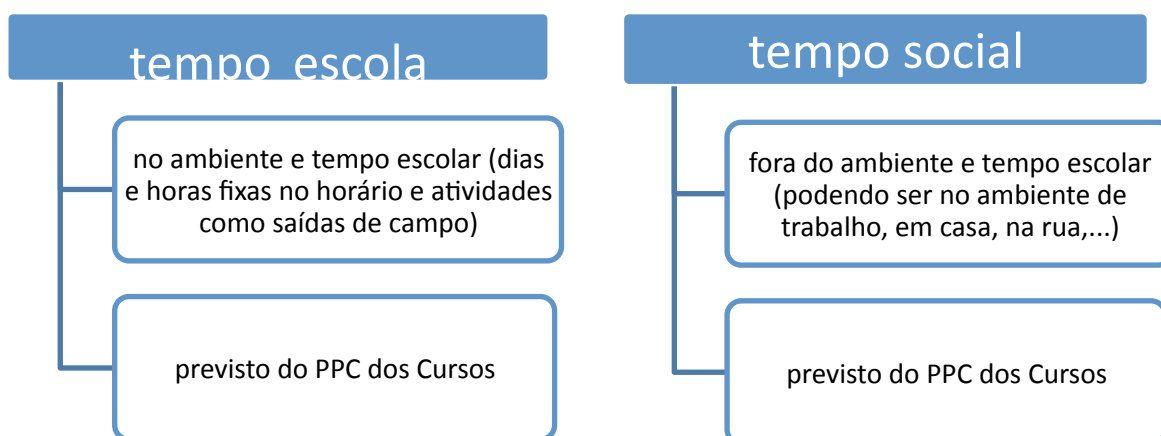 tempo escola
no ambiente e tempo escolar (dias
e horas fixas no horário e atividades
como saídas de campo)
previsto do PPC dos Cursos
tempo social
fora do ambiente e tempo escolar
(podendo ser no ambiente de
trabalho, em casa, na rua,...)
previsto do PPC dos Cursos